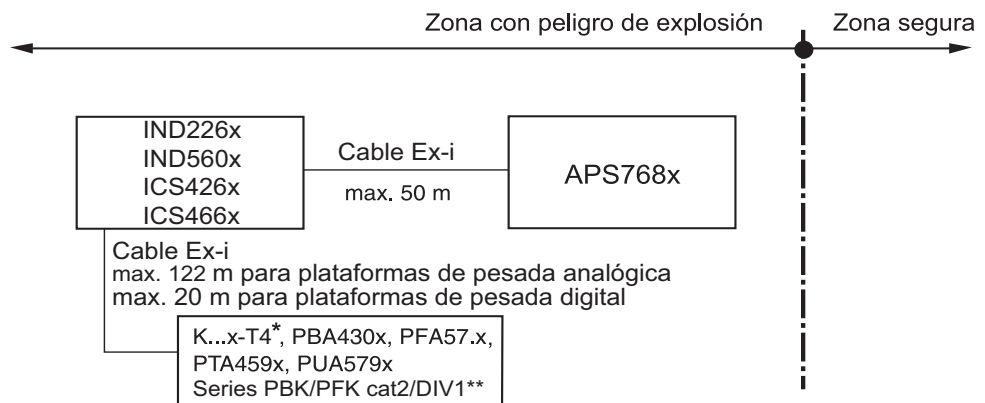 Zona con peligro de explosión
Zona segura
IND226x
IND560x
ICS426x
ICS466x
Cable Ex-i
max. 50 m
APS768x
Cable Ex-i
max. 122 m para plataformas de pesada analógica
max. 20 m para plataformas de pesada digital
K...x-T4*, PBA430x, PFA57.x,
PTA459x, PUA579x
Series PBK/PFK cat2/DIV1**